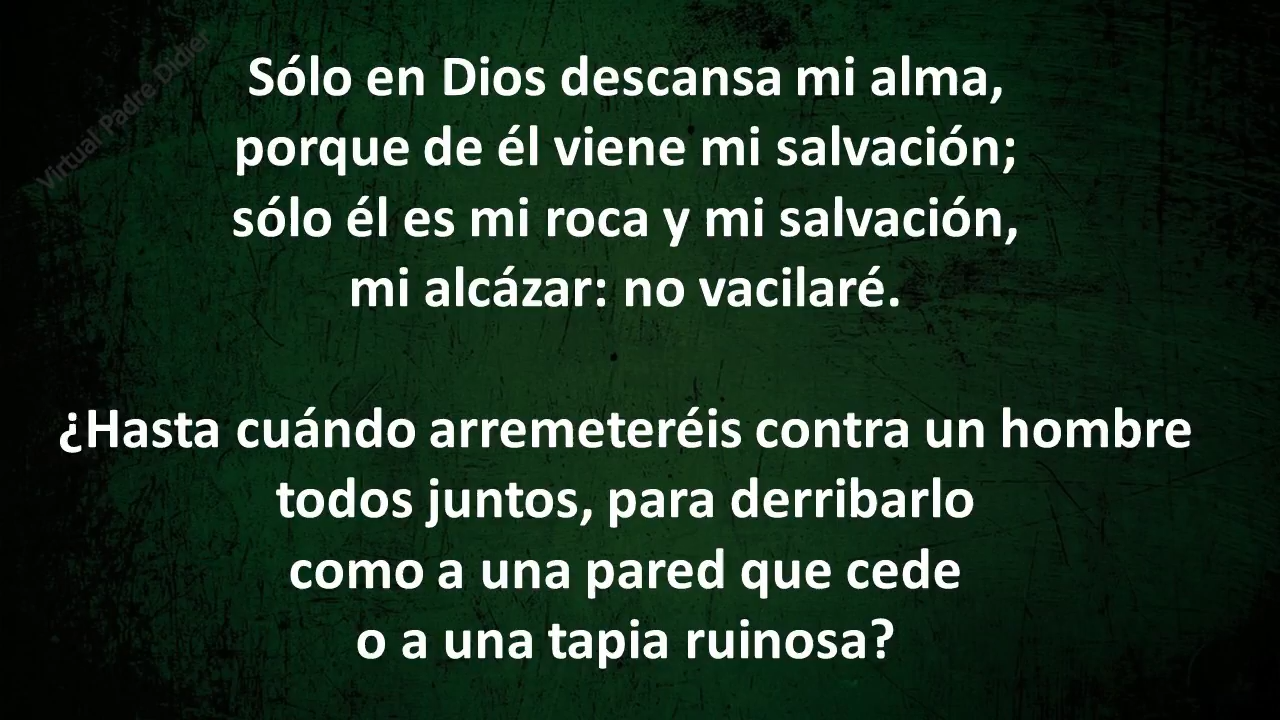 Virtual Padre Didier
Sólo en Dios descansa mi alma,
porque de él viene mi salvación;
sólo él es mi roca y mi salvación,
mi alcázar: no vacilaré.
¿Hasta cuándo arremeteréis contra un hombre
todos juntos, para derribarlo
como a una pared que cede
o a una tapia ruinosa?